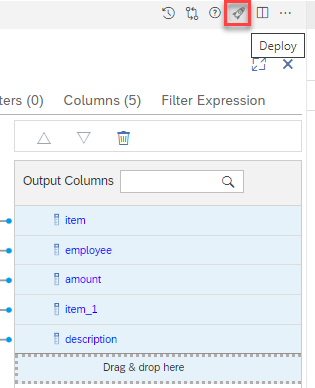 Deploy
ters (0) Columns (5) Filter Expression
Output Columns
item
employee
amount
item_1
description
Drag & drop here